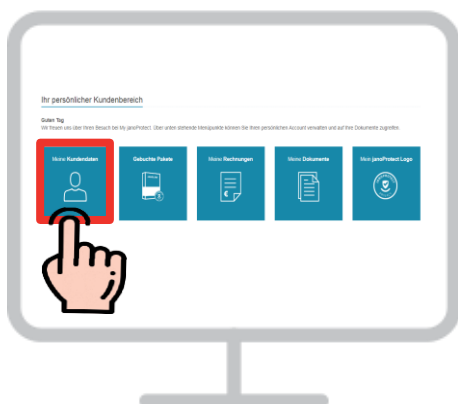 Ihr persönlicher Kundenbereich
Guten Tag
Wir freuen uns über Ihren Besuch bei My janoProtect. Über unten stehende Menüpunkte können Sie Ihren persönlichen Account verwalten und auf Ihre Dokumente zugreifen.
Meine Kundendaten
Gebuchte Pakete
Meine Rechnungen
Meine Dokumente
Mein janoProtect Logo